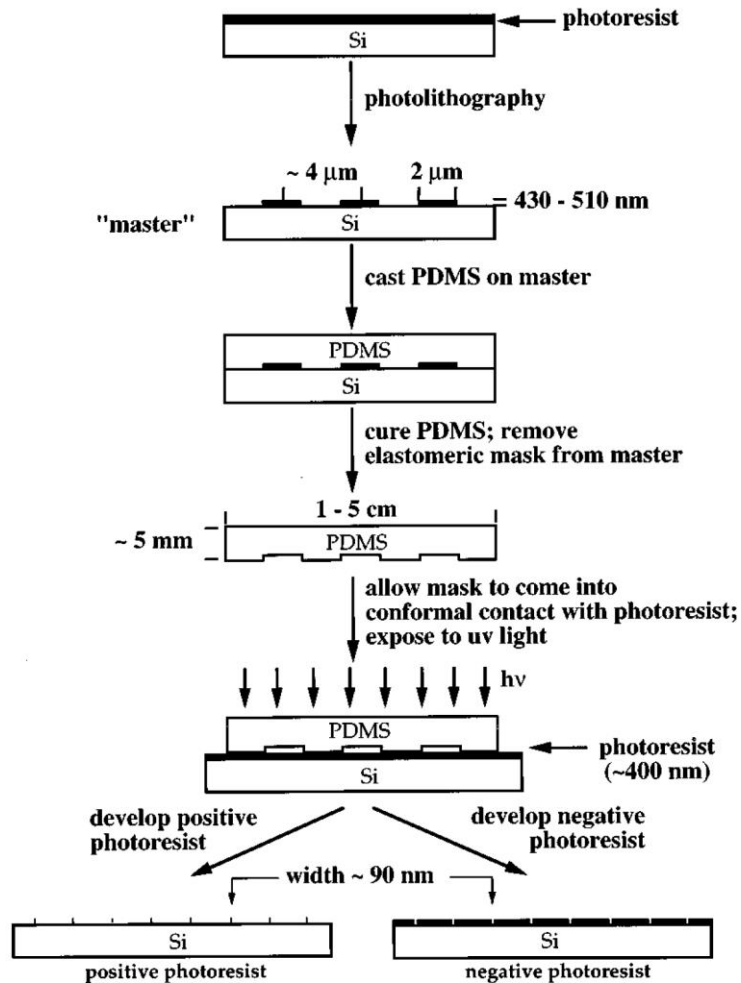 photoresist
Si
photolithography
~ 4 μm
2 μm
= 430 - 510 nm
"master"
Si
cast PDMS on master
PDMS
Si
cure PDMS; remove
elastomeric mask from master
1 - 5 cm
~ 5 mm
PDMS
allow mask to come into
conformal contact with photoresist;
expose to uv light
hν
PDMS
Si
photoresist
(~400 nm)
develop positive
photoresist
develop negative
photoresist
width ~ 90 nm
Si
positive photoresist
Si
negative photoresist